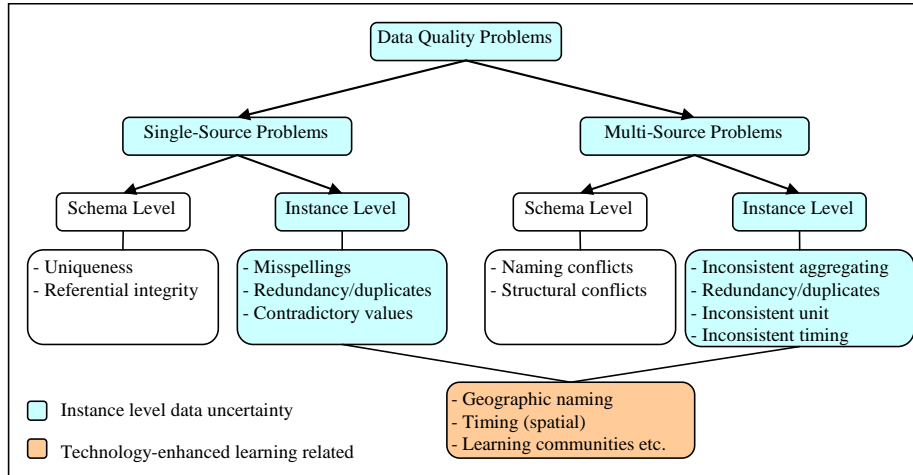 Data Quality Problems
Single-Source Problems
Multi-Source Problems
Schema Level
Instance Level
Schema Level
Instance Level
- Uniqueness
- Referential integrity
- Misspellings
- Redundancy/duplicates
- Contradictory values
- Naming conflicts
- Structural conflicts
- Inconsistent aggregating
- Redundancy/duplicates
- Inconsistent unit
- Inconsistent timing
- Geographic naming
- Timing (spatial)
- Learning communities etc.
Instance level data uncertainty
Technology-enhanced learning related